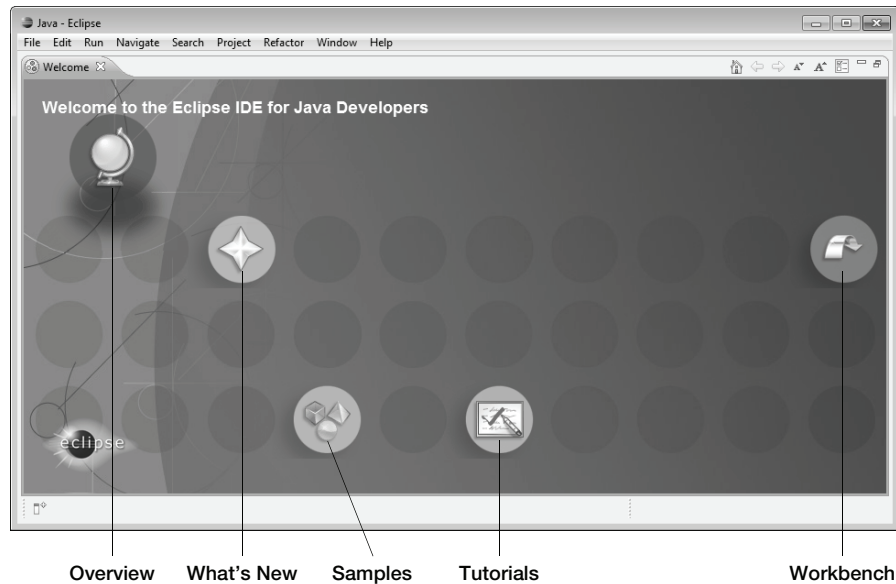 Java - Eclipse
File Edit Run Navigate Search Project Refactor Window Help
Welcome
Welcome to the Eclipse IDE for Java Developers
eclipse
Overview What's New Samples Tutorials Workbench